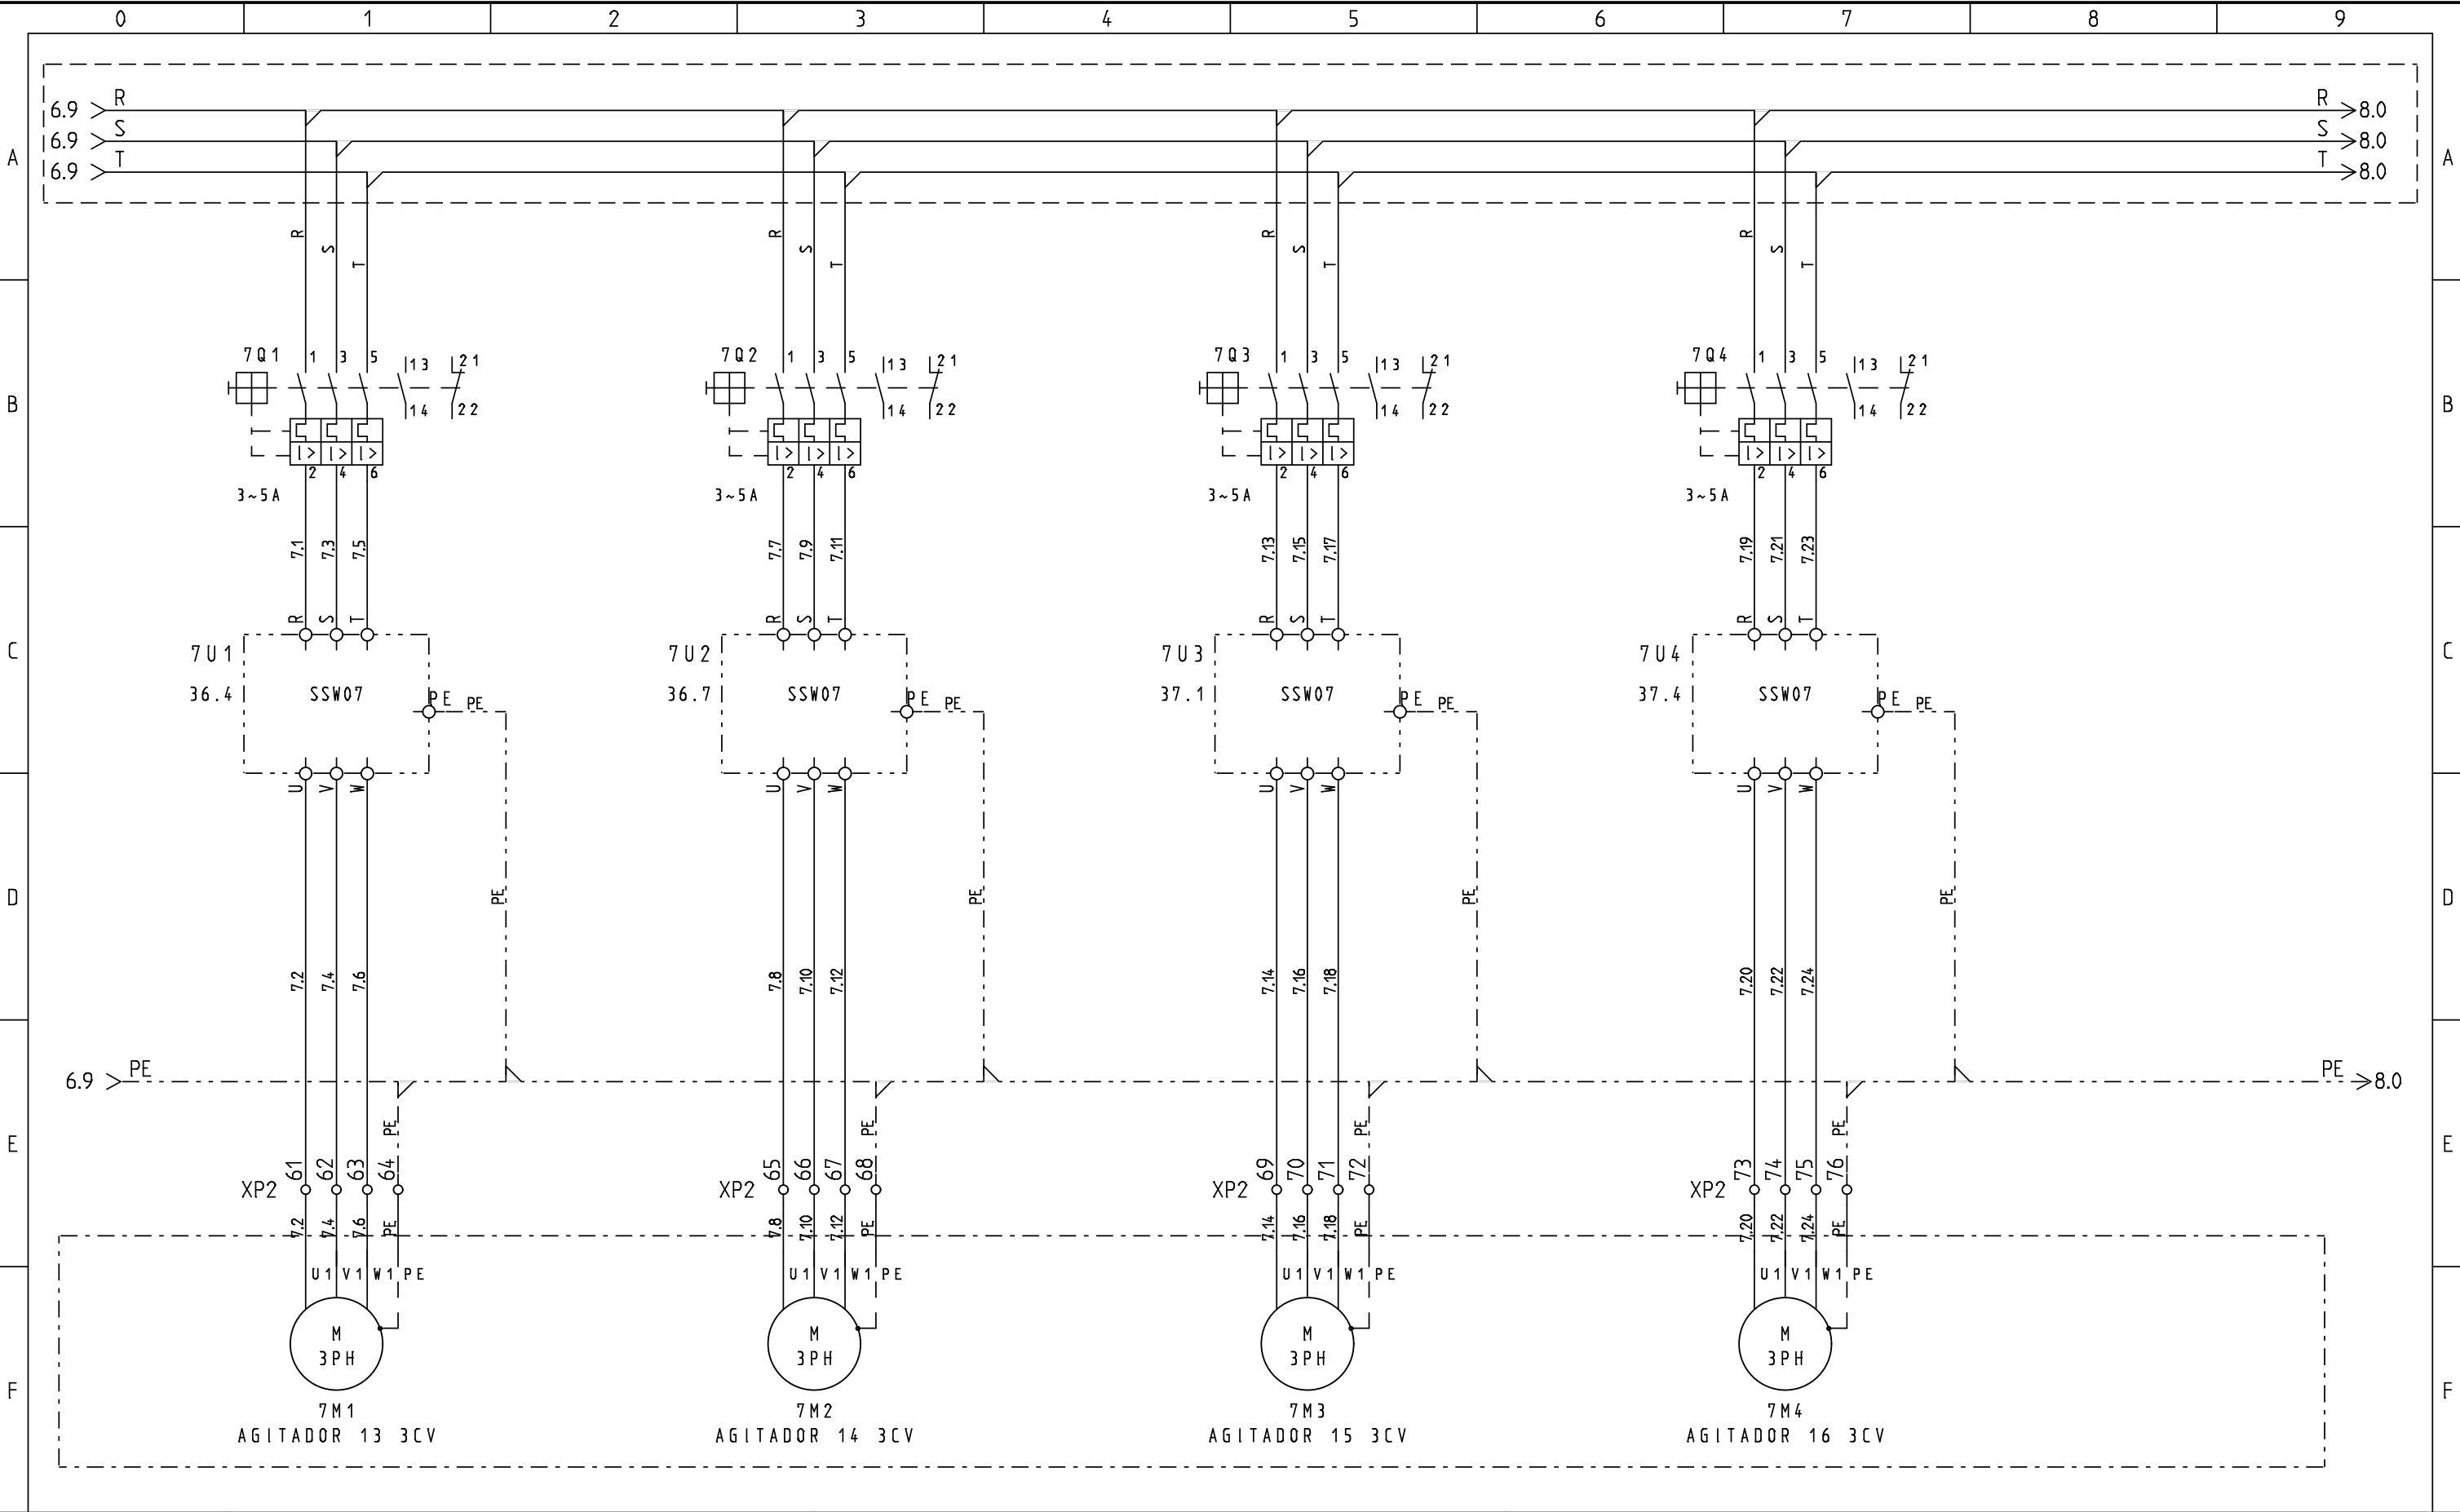 0 1 2 3 4 5 6 7 8 9
6.9 R R 8.0
6.9 S S 8.0
A A
6.9 T T 8.0
R S T R S T R S T R S T
7Q1 1 3 5 13 21 7Q2 1 3 5 13 21 7Q3 1 3 5 13 21 7Q4 1 3 5 13 21
B 14 22 14 22 14 22 14 22 B
I> I> I> I> I> I> I> I> I> I> I> I>
2 4 6 2 4 6 2 4 6 2 4 6
3~5A 3~5A 3~5A 3~5A
7.1 7.3 7.5 7.7 7.9 7.11 7.13 7.15 7.17 7.19 7.21 7.23
R S T R S T R S T R S T
C 7U1 7U2 7U3 7U4 C
36.4 SSW07 PE PE 36.7 SSW07 PE PE 37.1 SSW07 PE PE 37.4 SSW07 PE PE
U V W U V W U V W U V W
D PE PE PE PE D
7.2 7.4 7.6 7.8 7.10 7.12 7.14 7.16 7.18 7.20 7.22 7.24
6.9 PE PE 8.0
E PE PE PE PE E
61 62 63 64 65 66 67 68 69 70 71 72 73 74 75 76
XP2 XP2 XP2 XP2
7.2 7.4 7.6 PE 7.8 7.10 7.12 PE 7.14 7.16 7.18 PE 7.20 7.22 7.24 PE
U1 V1 W1 PE U1 V1 W1 PE U1 V1 W1 PE U1 V1 W1 PE
M M M M
3PH 3PH 3PH 3PH
F F
7M1 7M2 7M3 7M4
AGITADOR 13 3CV AGITADOR 14 3CV AGITADOR 15 3CV AGITADOR 16 3CV